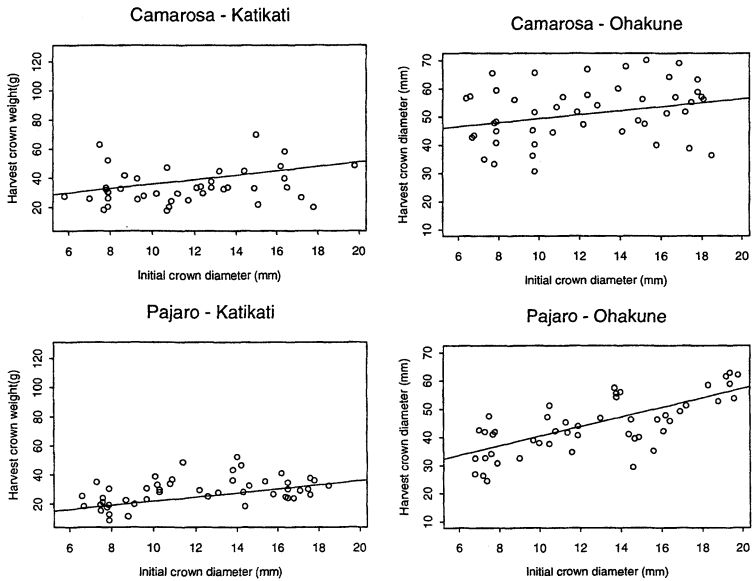 Camarosa - Katikati
Harvest crown weight(g)
120
100
80
60
40
20
6 8 10 12 14 16 18 20
Initial crown diameter (mm)
Camarosa - Ohakune
Harvest crown diameter (mm)
70
60
50
40
30
20
10
6 8 10 12 14 16 18 20
Initial crown diameter (mm)
Pajaro - Katikati
Harvest crown weight(g)
120
100
80
60
40
20
6 8 10 12 14 16 18 20
Initial crown diameter (mm)
Pajaro - Ohakune
Harvest crown diameter (mm)
70
60
50
40
30
20
10
6 8 10 12 14 16 18 20
Initial crown diameter (mm)